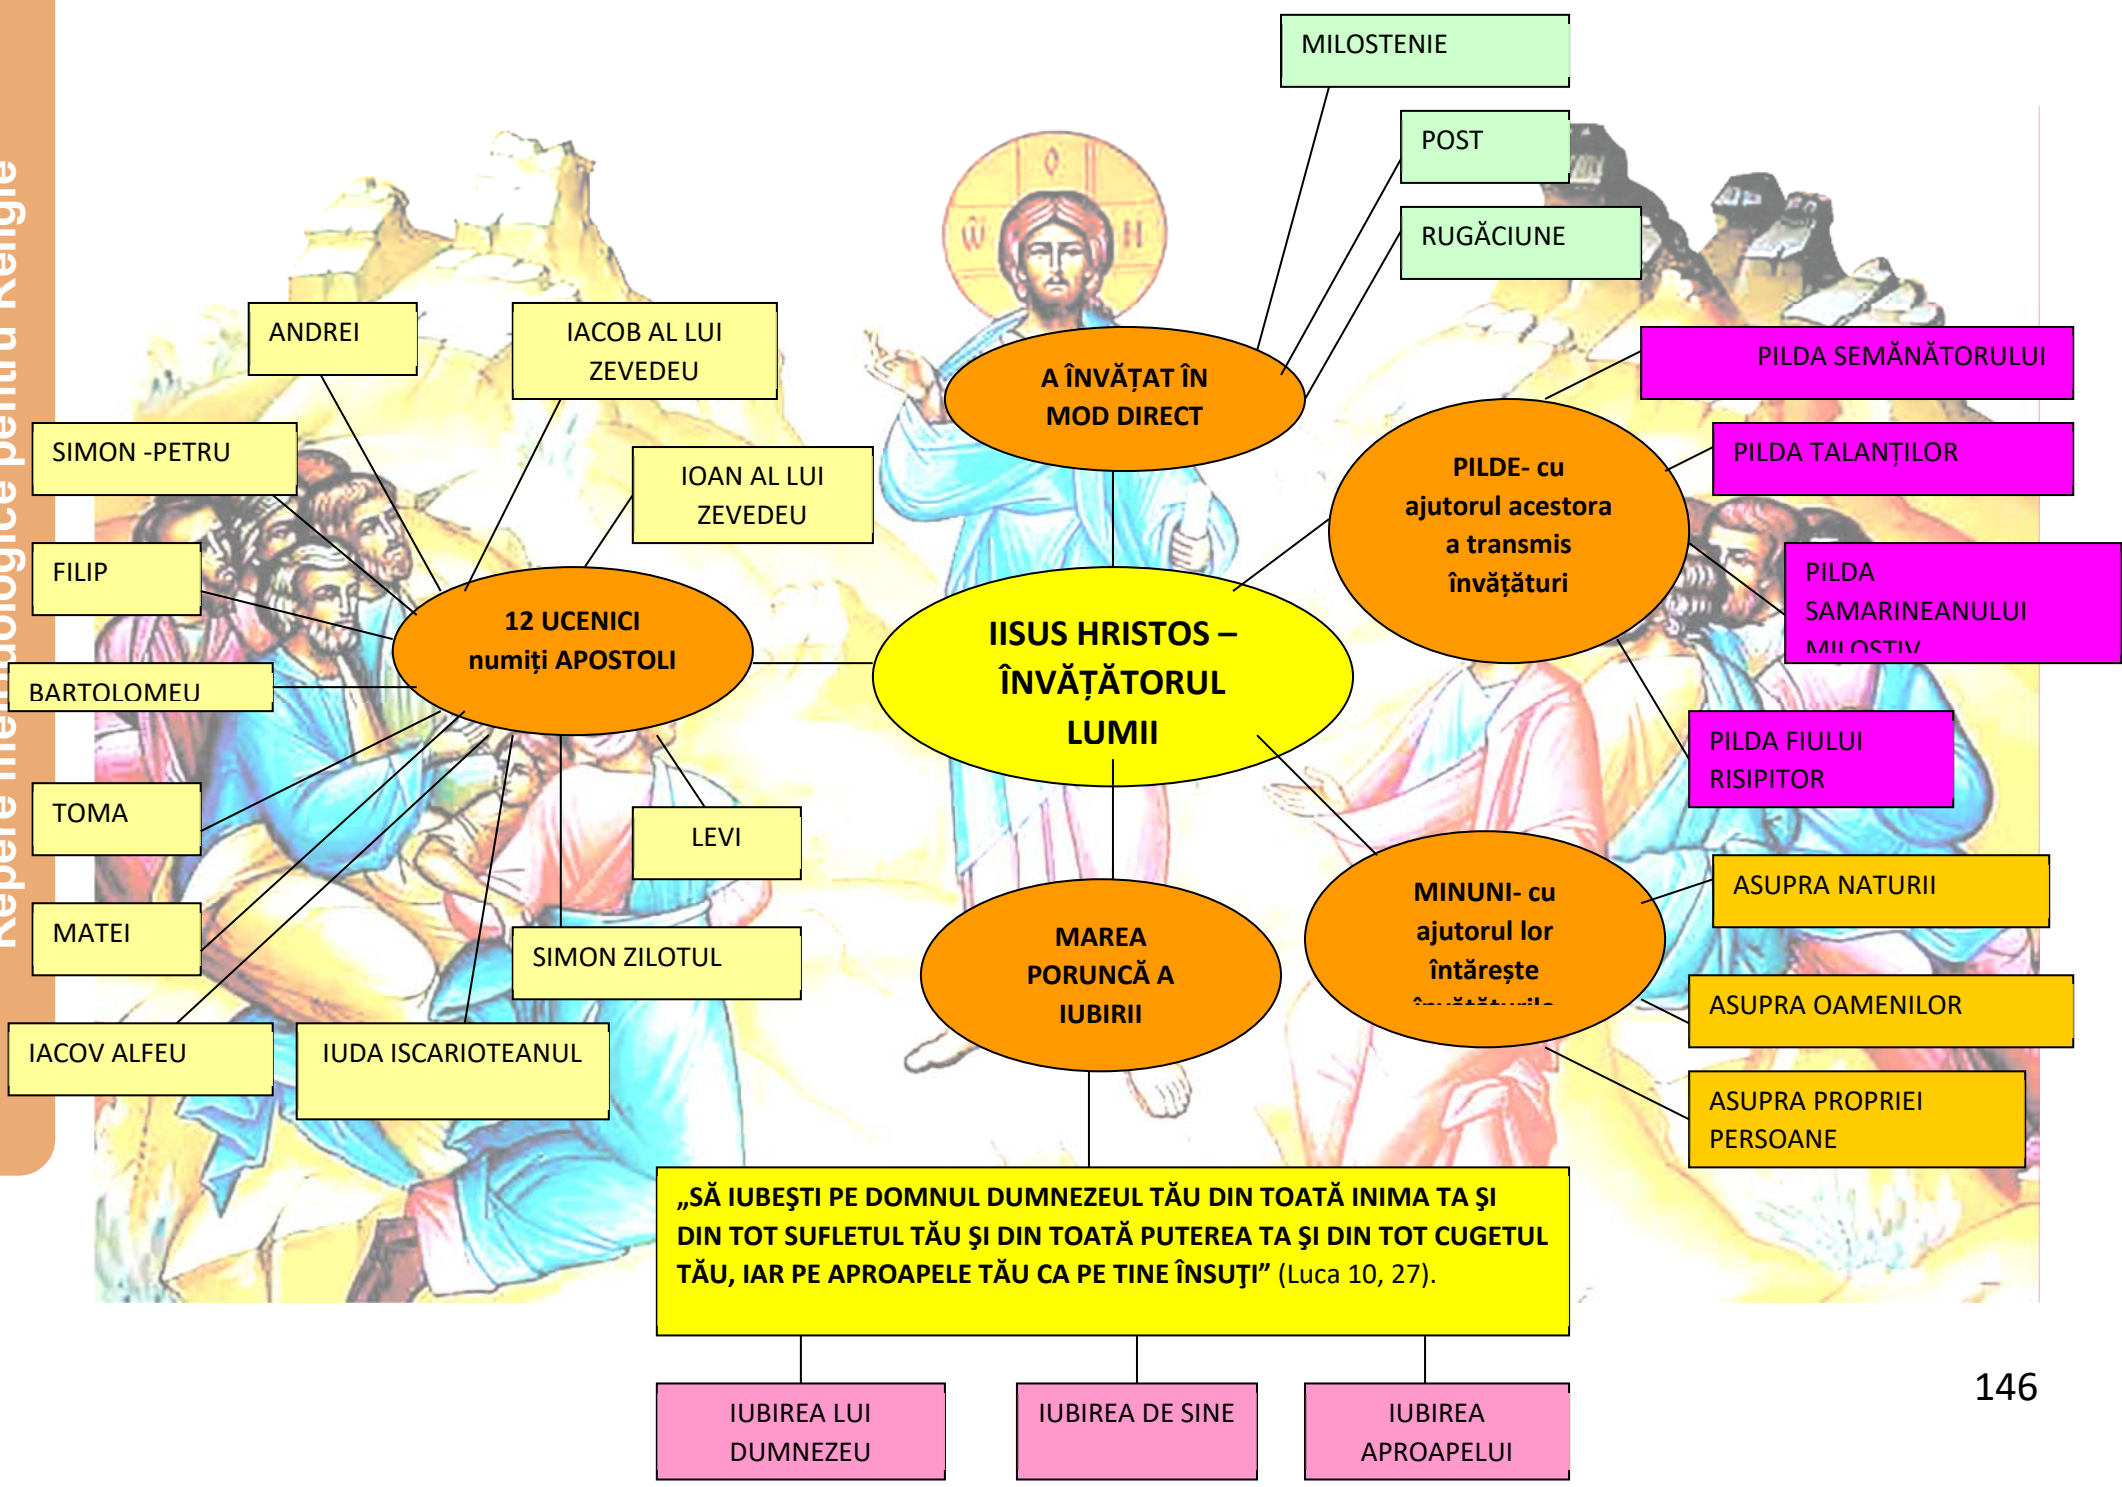 Repere metodologice pentru Religie
MILOSTENIE
POST
RUGĂCIUNE
ANDREI
IACOB AL LUI
ZEVEDEU
SIMON -PETRU
IOAN AL LUI
ZEVEDEU
FILIP
12 UCENICI
numiți APOSTOLI
BARTOLOMEU
TOMA
LEVI
MATEI
SIMON ZILOTUL
IACOV ALFEU
IUDA ISCARIOTEANUL
A ÎNVĂȚAT ÎN
MOD DIRECT
IISUS HRISTOS –
ÎNVĂȚĂTORUL
LUMII
PILDE- cu
ajutorul acestora
a transmis
învățături
PILDA SEMĂNĂTORULUI
PILDA TALANȚILOR
PILDA
SAMARINEANULUI
MILOSTIV
PILDA FIULUI
RISIPITOR
MINUNI- cu
ajutorul lor
întărește
ASUPRA NATURII
ASUPRA OAMENILOR
ASUPRA PROPRIEI
PERSOANE
MAREA
PORUNCĂ A
IUBIRII
„SĂ IUBEŞTI PE DOMNUL DUMNEZEUL TĂU DIN TOATĂ INIMA TA ŞI
DIN TOT SUFLETUL TĂU ŞI DIN TOATĂ PUTEREA TA ŞI DIN TOT CUGETUL
TĂU, IAR PE APROAPELE TĂU CA PE TINE ÎNSUŢI” (Luca 10, 27).
IUBIREA LUI
DUMNEZEU
IUBIREA DE SINE
IUBIREA
APROAPELUI
146